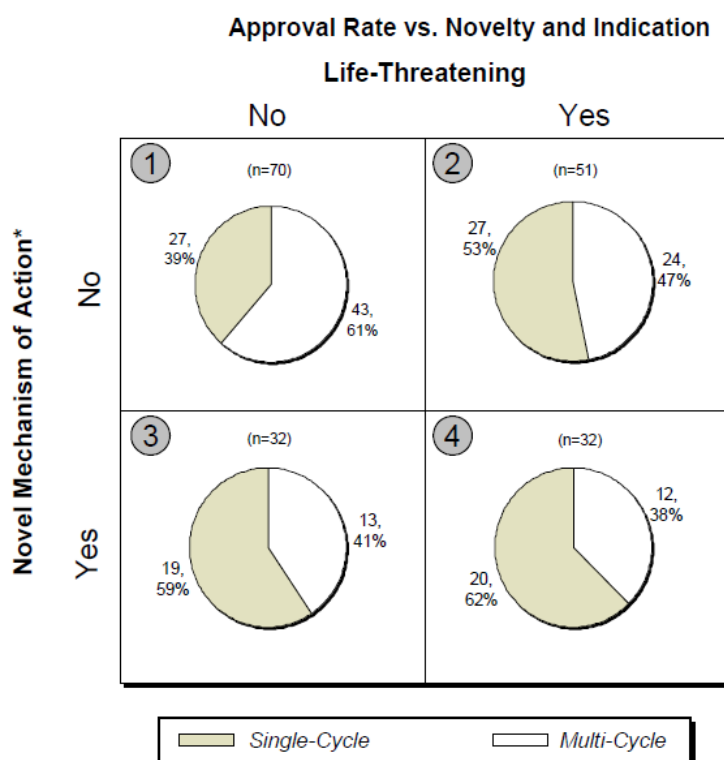 Approval Rate vs. Novelty and Indication
Life-Threatening
No
Yes
Novel Mechanism of Action*
No
Yes
1
(n=70)
27,
39%
43,
61%
2
(n=51)
27,
53%
24,
47%
3
(n=32)
19,
59%
13,
41%
4
(n=32)
20,
62%
12,
38%
Single-Cycle
Multi-Cycle